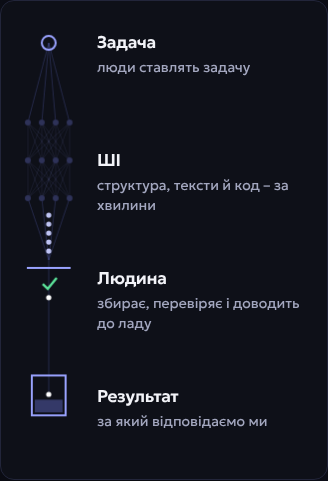 Задача
люди ставлять задачу
ШІ
структура, тексти й код – за
хвилини
Людина
збирає, перевіряє і доводить
до ладу
Результат
за який відповідаємо ми